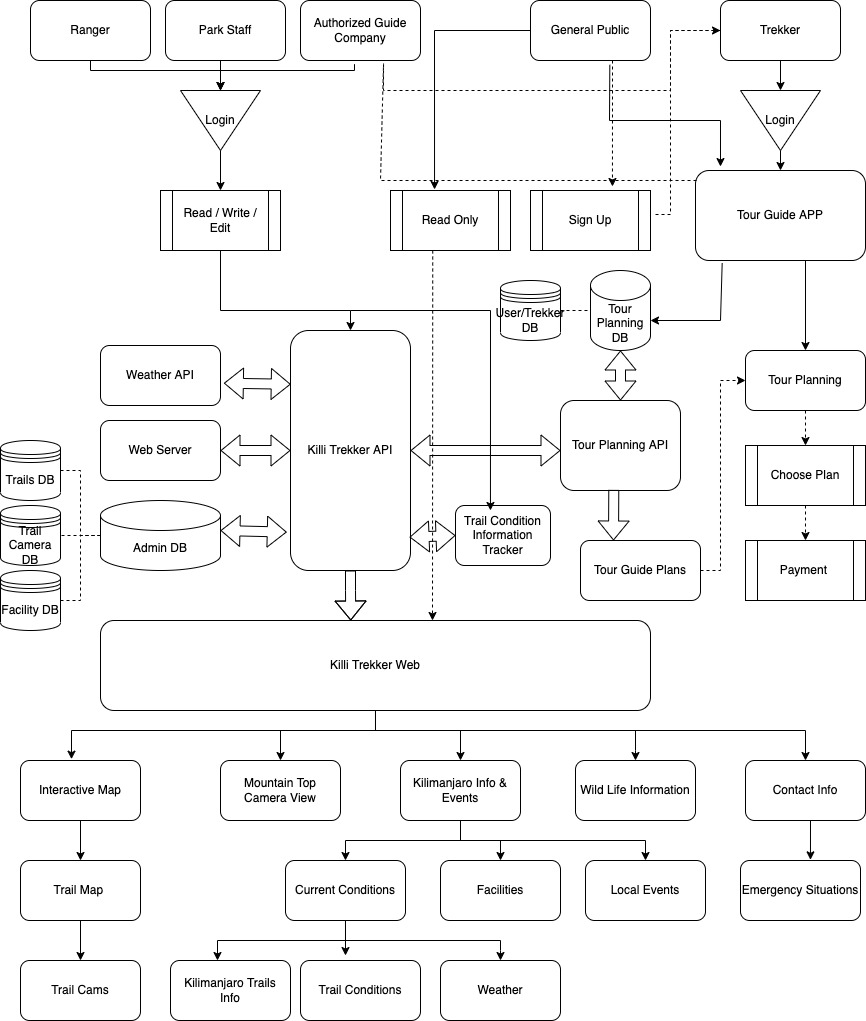 Ranger
Park Staff
Authorized Guide
Company
General Public
Trekker
Login
Login
Read / Write /
Edit
Read Only
Sign Up
Tour Guide APP
User/Trekker
DB
Tour
Planning
DB
Weather API
Tour Planning
Web Server
Killi Trekker API
Tour Planning API
Trails DB
Choose Plan
Trail
Camera
DB
Admin DB
Trail Condition
Information
Tracker
Tour Guide Plans
Payment
Facility DB
Killi Trekker Web
Interactive Map
Mountain Top
Camera View
Kilimanjaro Info &
Events
Wild Life Information
Contact Info
Trail Map
Current Conditions
Facilities
Local Events
Emergency Situations
Trail Cams
Kilimanjaro Trails
Info
Trail Conditions
Weather